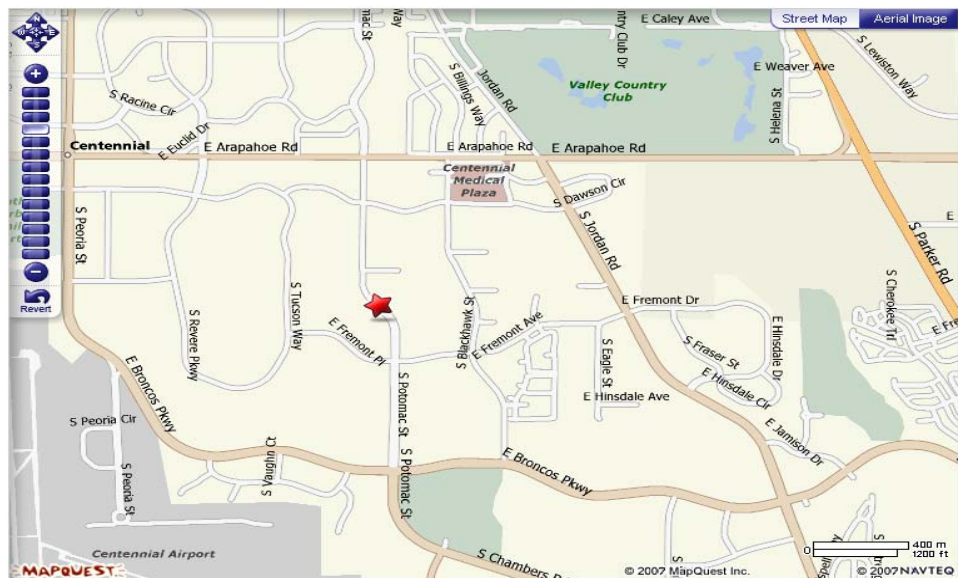 E Caley Ave
Street Map
Aerial Image
S Lewiston Way
Way
Jordan Rd
S Billings Way
Valley Country
Club
E Weaver Ave
S Helena St
S Racine Cir
E Euclid Dr
Centennial
E Arapahoe Rd
E Arapahoe Rd
E Arapahoe Rd
Centennial
Medical
Plaza
S Dawson Cir
S Peoria St
S Jordan Rd
S Parker Rd
E
Revert
S Tucson Way
S Revere Pkwy
E Fremont Pl
S Blackhawk St
E Fremont Ave
E Fremont Dr
S Cherokee Trl
S Fraser St
E Hinsdale Dr
S Eagle St
E Hinsdale Ave
E Hinsdale Cir
E Broncos Pkwy
S Potomac St
S Peoria Cir
S Vaughn Ct
S Potomac St
E Broncos Pkwy
E Jamison Dr
S Peoria St
Centennial Airport
S Chambers
0
400 m
1200 ft
MAPQUEST
© 2007 MapQuest Inc.
© 2007 NAVTEQ